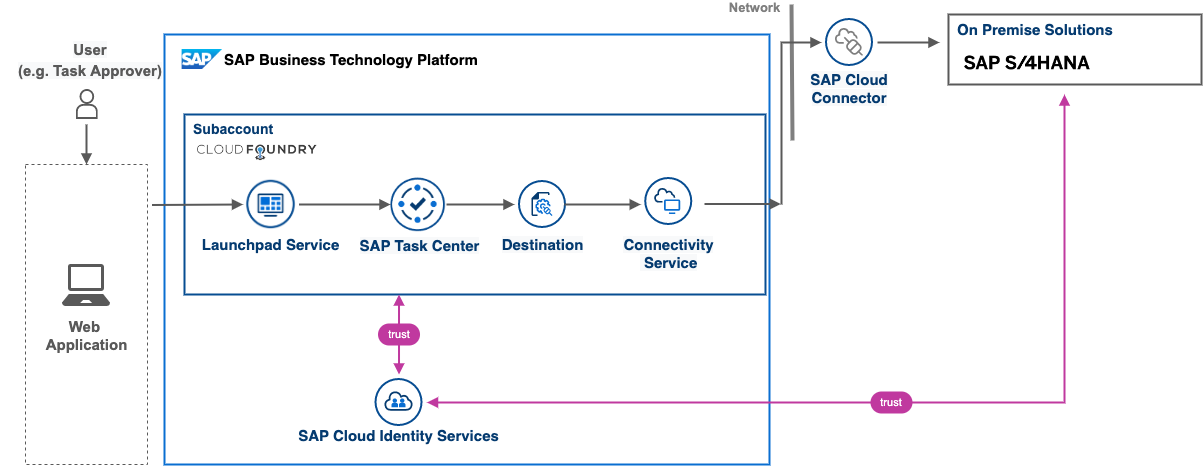 Network
User
(e.g. Task Approver)
SAP
SAP Business Technology Platform
On Premise Solutions
SAP S/4HANA
SAP Cloud
Connector
Subaccount
CLOUD FOUNDRY
Launchpad Service
SAP Task Center
Destination
Connectivity
Service
Web
Application
trust
trust
SAP Cloud Identity Services